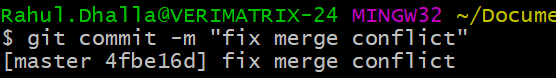 Rahul.Dhalla@VERIMATRIX-24 MINGW32 ~/Docume
$ git commit -m "fix merge conflict"
[master 4fbe16d] fix merge conflict